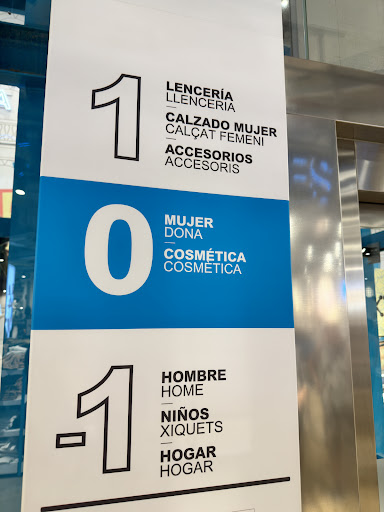 1
LENCERÍA
LLENCERIA
CALZADO MUJER
CALÇAT FEMENI
ACCESORIOS
ACCESORIS
0
MUJER
DONA
COSMÉTICA
COSMÈTICA
-1
HOMBRE
HOME
NIÑOS
XIQUETS
HOGAR
HOGAR